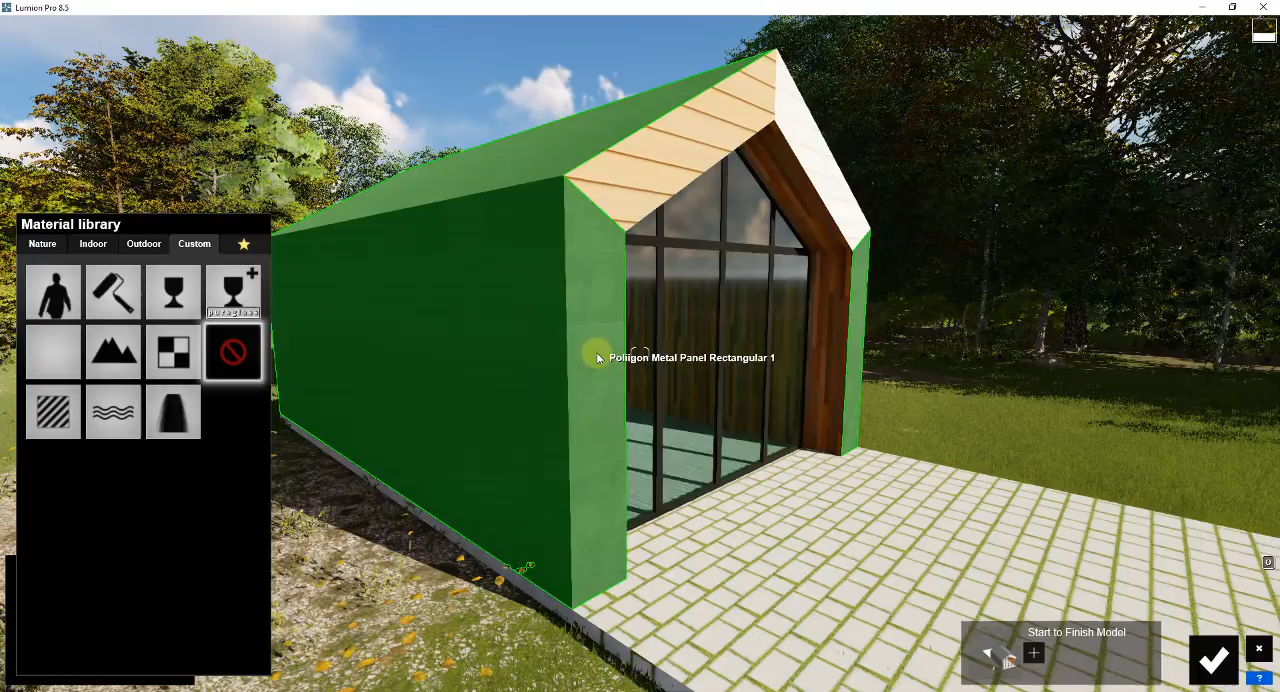 Lumion Pro 8.5
Material library
Nature Indoor Outdoor Custom
pureglass
Poliigon Metal Panel Rectangular 1
Start to Finish Model
?